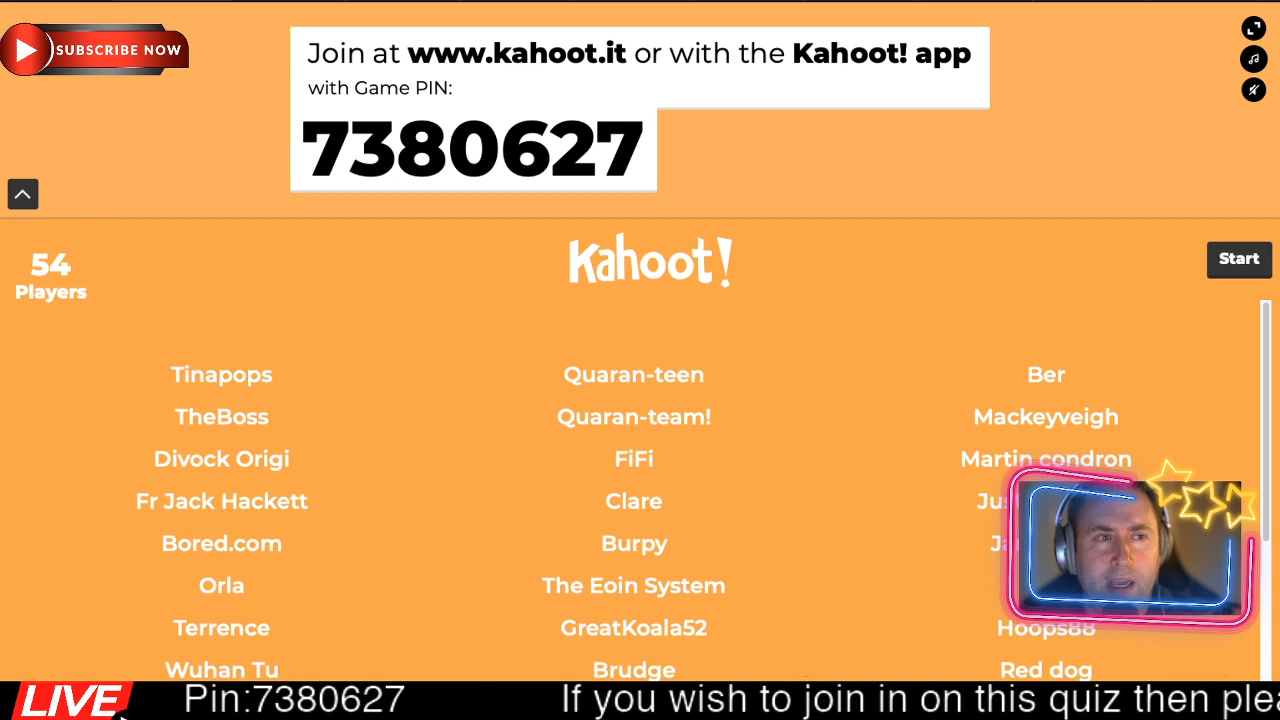 SUBSCRIBE NOW
Join at www.kahoot.it or with the Kahoot! app
with Game PIN:
7380627
54
Players
Kahoot!
Start
Tinapops
Quaran-teen
Ber
TheBoss
Quaran-team!
Mackeyveigh
Divock Origi
FiFi
Martin condron
Fr Jack Hackett
Clare
Bored.com
Burpy
Orla
The Eoin System
Terrence
GreatKoala52
Hoops88
Wuhan Tu
Brudge
Red dog
LIVE
Pin:7380627
If you wish to join in on this quiz then